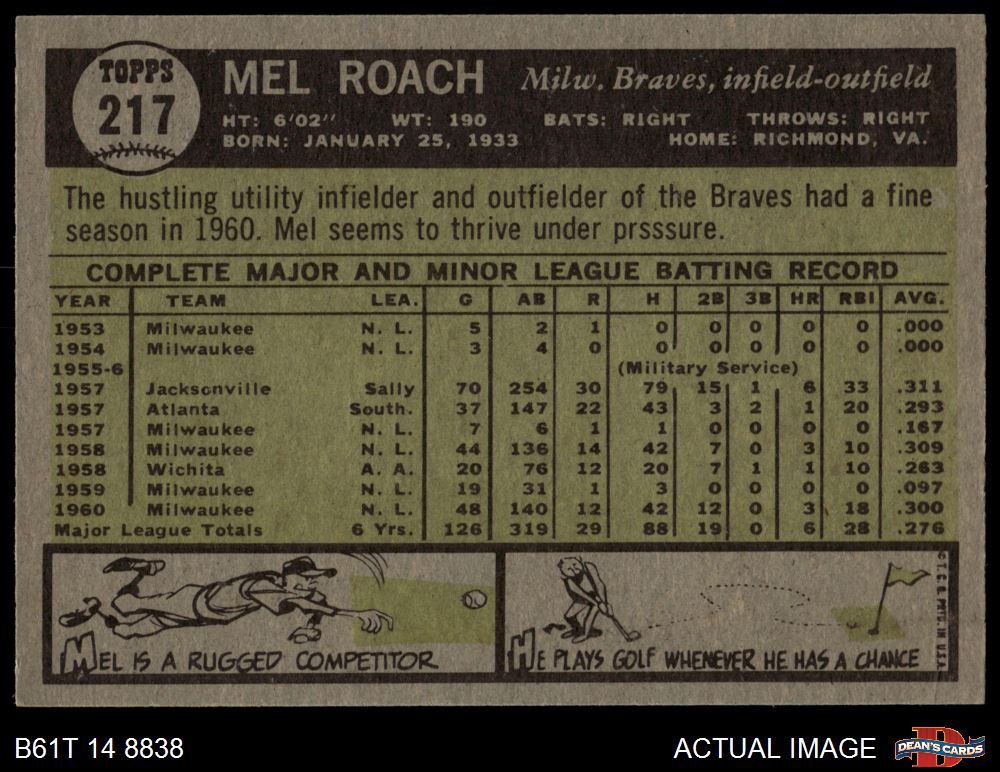 TOPPS
217
MEL ROACH Milw. Braves, infield-outfield
HT: 6'02" WT: 190 BATS: RIGHT THROWS: RIGHT
BORN: JANUARY 25, 1933 HOME: RICHMOND, VA.
The hustling utility infielder and outfielder of the Braves had a fine
season in 1960. Mel seems to thrive under prsssure.
COMPLETE MAJOR AND MINOR LEAGUE BATTING RECORD
YEAR TEAM LEA. G AB R H 2B 3B HR RBI AVG.
1953 Milwaukee N. L. 5 2 1 0 0 0 0 0 .000
1954 Milwaukee N. L. 3 4 0 0 0 0 0 0 .000
1955-6 (Military Service)
1957 Jacksonville Sally 70 254 30 79 15 1 6 33 .311
1957 Atlanta South. 37 147 22 43 3 2 1 20 .293
1957 Milwaukee N. L. 7 6 1 1 0 0 0 0 .167
1958 Milwaukee N. L. 44 136 14 42 7 0 3 10 .309
1958 Wichita A. A. 20 76 12 20 7 1 1 10 .263
1959 Milwaukee N. L. 19 31 1 3 0 0 0 0 .097
1960 Milwaukee N. L. 48 140 12 42 12 0 3 18 .300
Major League Totals 6 Yrs. 126 319 29 88 19 0 6 28 .276
MEL IS A RUGGED COMPETITOR
HE PLAYS GOLF WHENEVER HE HAS A CHANCE
© T. C. G. PRTD. IN U.S.A.
B61T 14 8838
ACTUAL IMAGE
D
DEAN'S CARDS